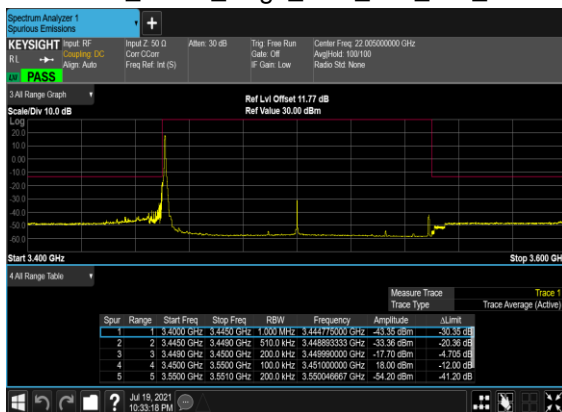 Spectrum Analyzer 1
Spurious Emissions
KEYSIGHT Input: RF Input Z: 50 Ω Atten: 30 dB Trig: Free Run Center Freq: 22.005000000 GHz
Coupling: DC Corr CCorr Gate: Off Avg|Hold: 100/100
RL Align: Auto Freq Ref: Int (S) IF Gain: Low Radio Std: None
PASS
3 All Range Graph
Ref Lvl Offset 11.77 dB
Scale/Div 10.0 dB Ref Value 30.00 dBm
Log
20.0
10.0
0.00
-10.0
-20.0
-30.0
-40.0
-50.0
-60.0
Start 3.400 GHz Stop 3.600 GH
4 All Range Table
Measure Trace Trace 1
Trace Type Trace Average (Active)
Spur Range Start Freq Stop Freq RBW Frequency Amplitude ΔLimit
1 1 3.4000 GHz 3.4450 GHz 1.000 MHz 3.444775000 GHz -43.35 dBm -30.35 dB
2 2 3.4450 GHz 3.4490 GHz 510.0 kHz 3.448893333 GHz -33.36 dBm -20.36 dB
3 3 3.4490 GHz 3.4500 GHz 200.0 kHz 3.449990000 GHz -17.70 dBm -4.705 dB
4 4 3.4500 GHz 3.5500 GHz 100.0 kHz 3.451000000 GHz 18.00 dBm -12.00 dB
5 5 3.5500 GHz 3.5510 GHz 200.0 kHz 3.550046667 GHz -54.20 dBm -41.20 dB
Jul 19, 2021
10:33:18 PM